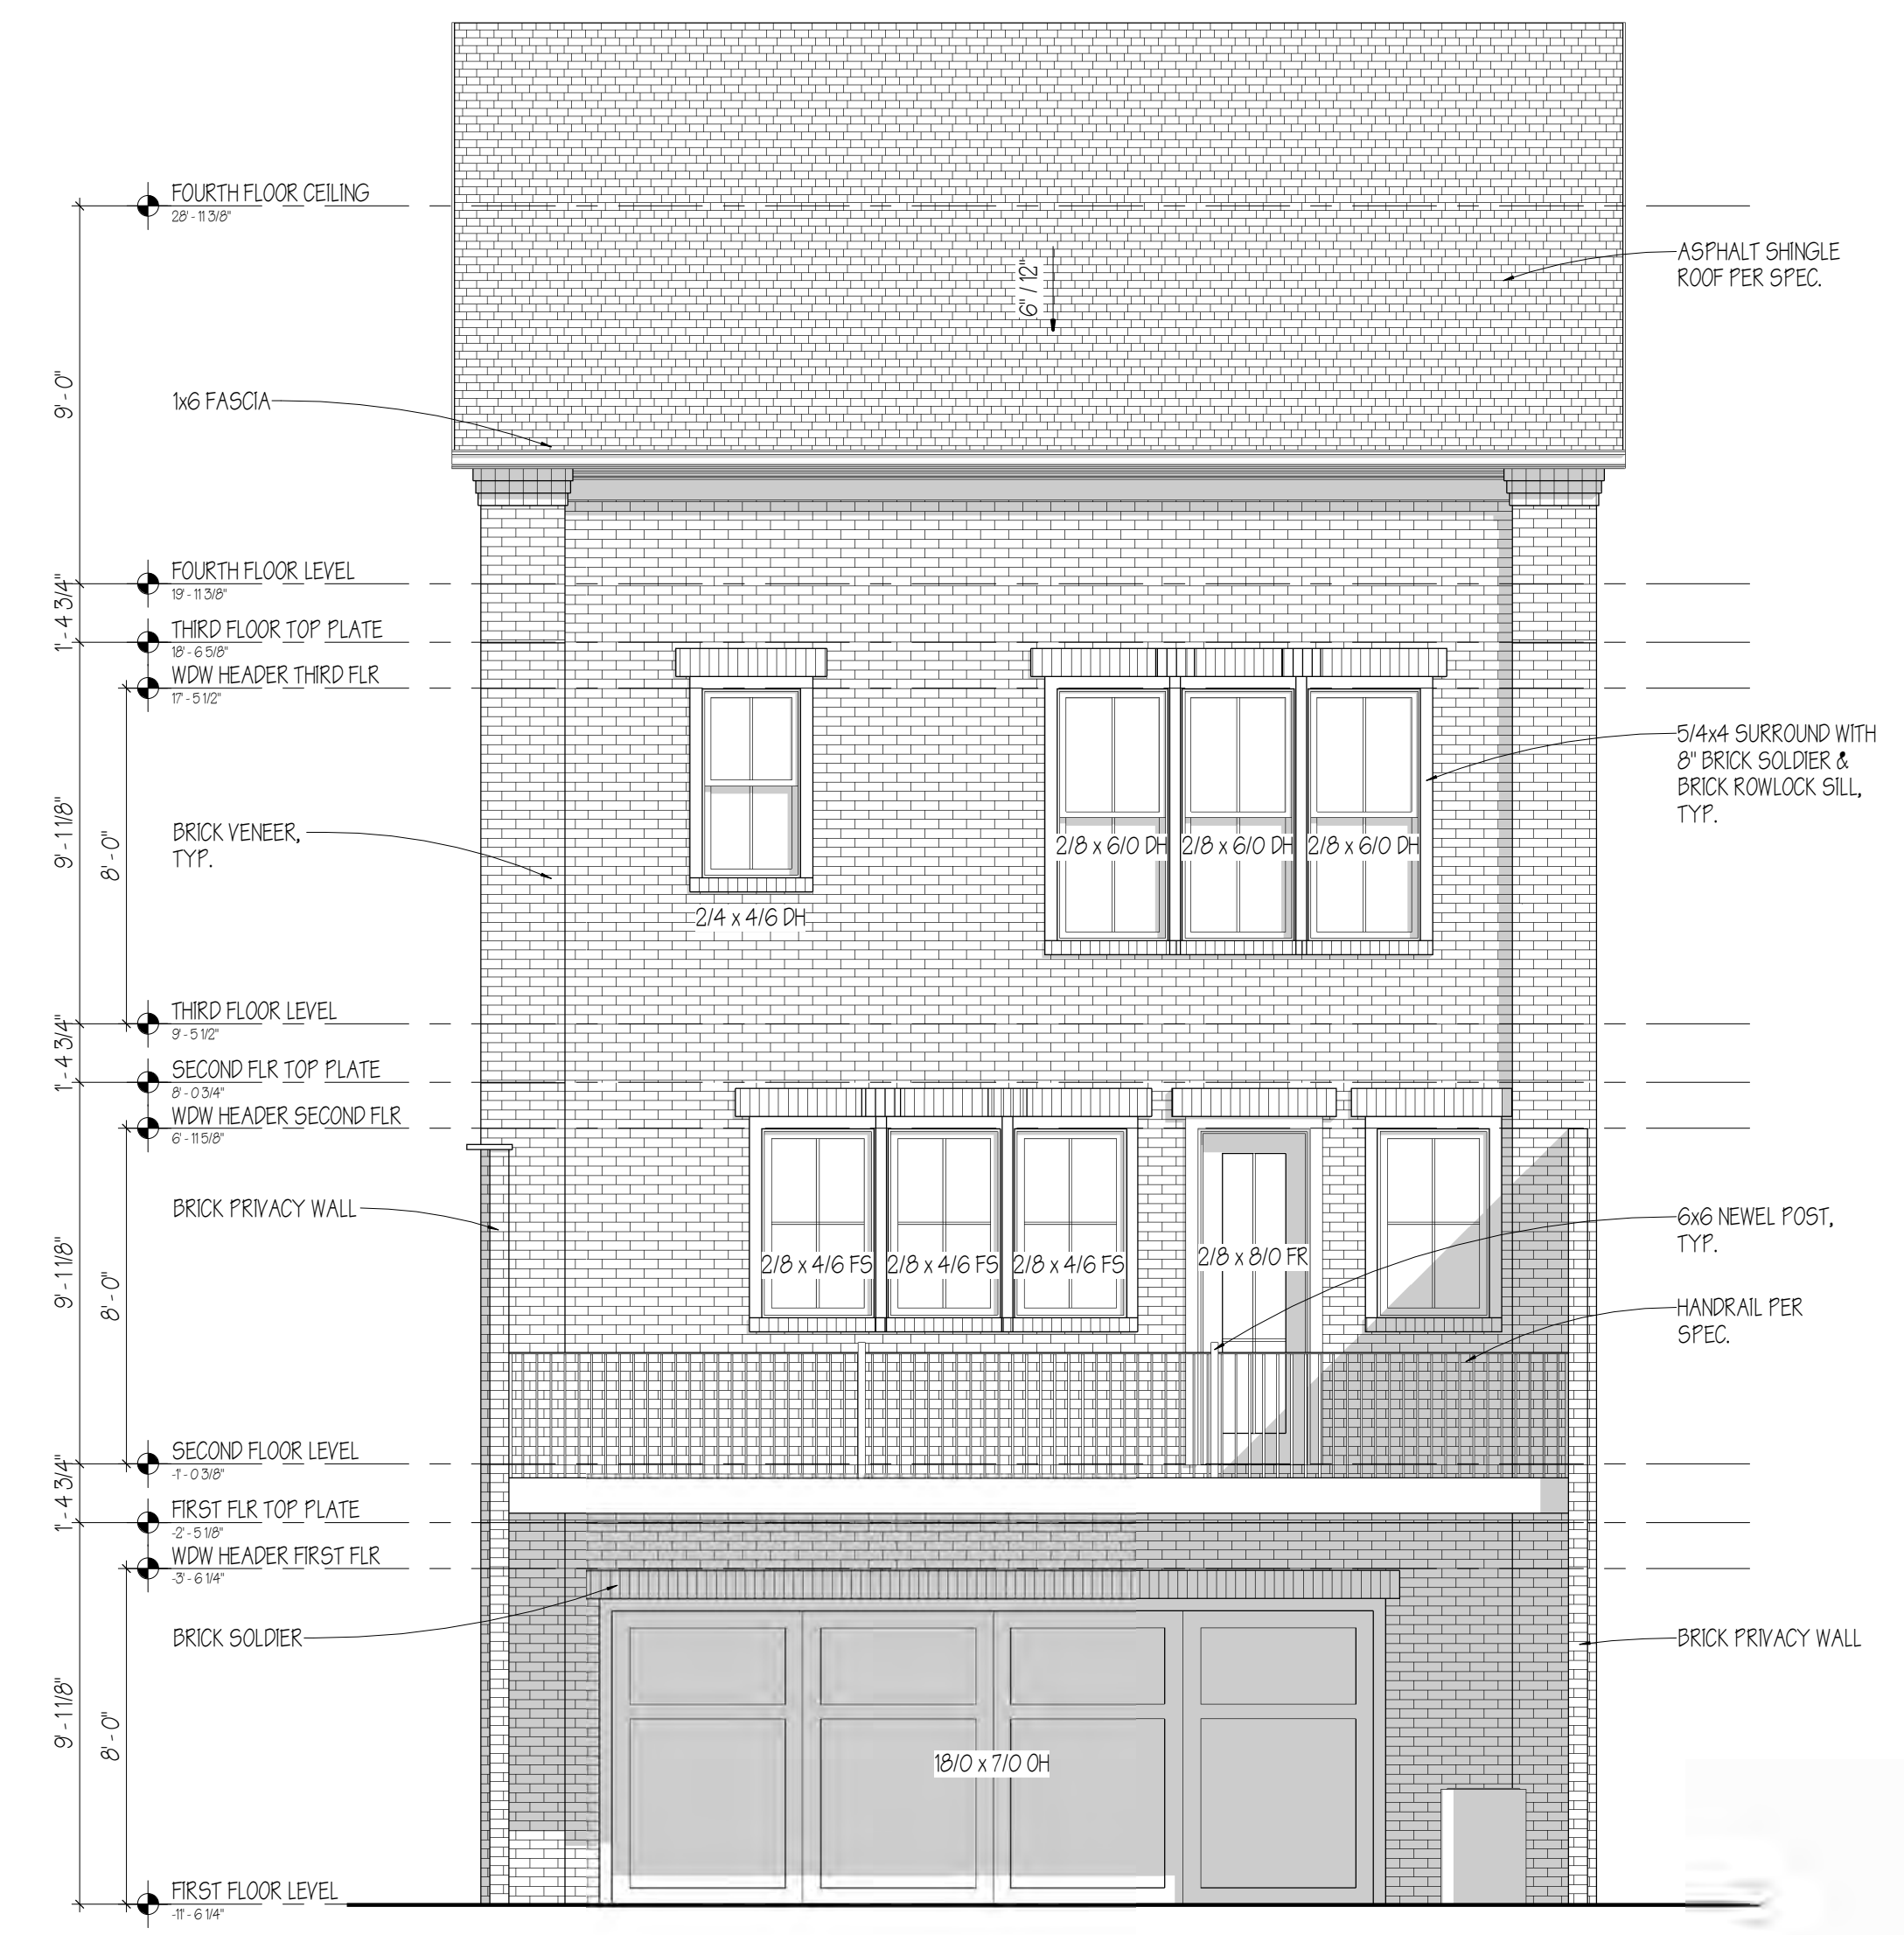 FOURTH FLOOR CEILING
28' - 11 3/8"
ASPHALT SHINGLE
ROOF PER SPEC.
6" / 12"
9' - 0"
1x6 FASCIA
FOURTH FLOOR LEVEL
19' - 11 3/8"
1' - 4 3/4"
THIRD FLOOR TOP PLATE
18' - 6 5/8"
WDW HEADER THIRD FLR
17' - 5 1/2"
5/4x4 SURROUND WITH
8" BRICK SOLDIER &
BRICK ROWLOCK SILL,
TYP.
9' - 1 1/8"
8' - 0"
BRICK VENEER,
TYP.
2/8 x 6/0 DH
2/8 x 6/0 DH
2/8 x 6/0 DH
2/4 x 4/6 DH
THIRD FLOOR LEVEL
9' - 5 1/2"
1' - 4 3/4"
SECOND FLR TOP PLATE
8' - 0 3/4"
WDW HEADER SECOND FLR
6' - 11 5/8"
BRICK PRIVACY WALL
6x6 NEWEL POST,
TYP.
9' - 1 1/8"
8' - 0"
2/8 x 4/6 FS
2/8 x 4/6 FS
2/8 x 4/6 FS
2/8 x 8/0 FR
HANDRAIL PER
SPEC.
SECOND FLOOR LEVEL
-1' - 0 3/8"
1' - 4 3/4"
FIRST FLR TOP PLATE
-2' - 5 1/8"
WDW HEADER FIRST FLR
-3' - 6 1/4"
BRICK SOLDIER
BRICK PRIVACY WALL
9' - 1 1/8"
8' - 0"
18/0 x 7/0 OH
FIRST FLOOR LEVEL
-11' - 6 1/4"